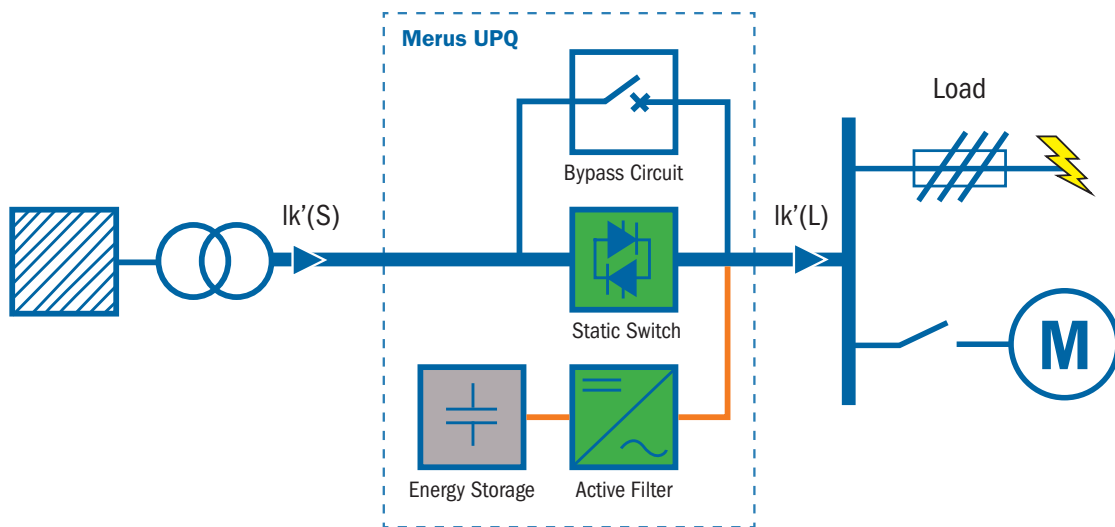 Merus UPQ
Load
Bypass Circuit
Ik’(S)
Ik’(L)
Static Switch
M
Energy Storage
Active Filter